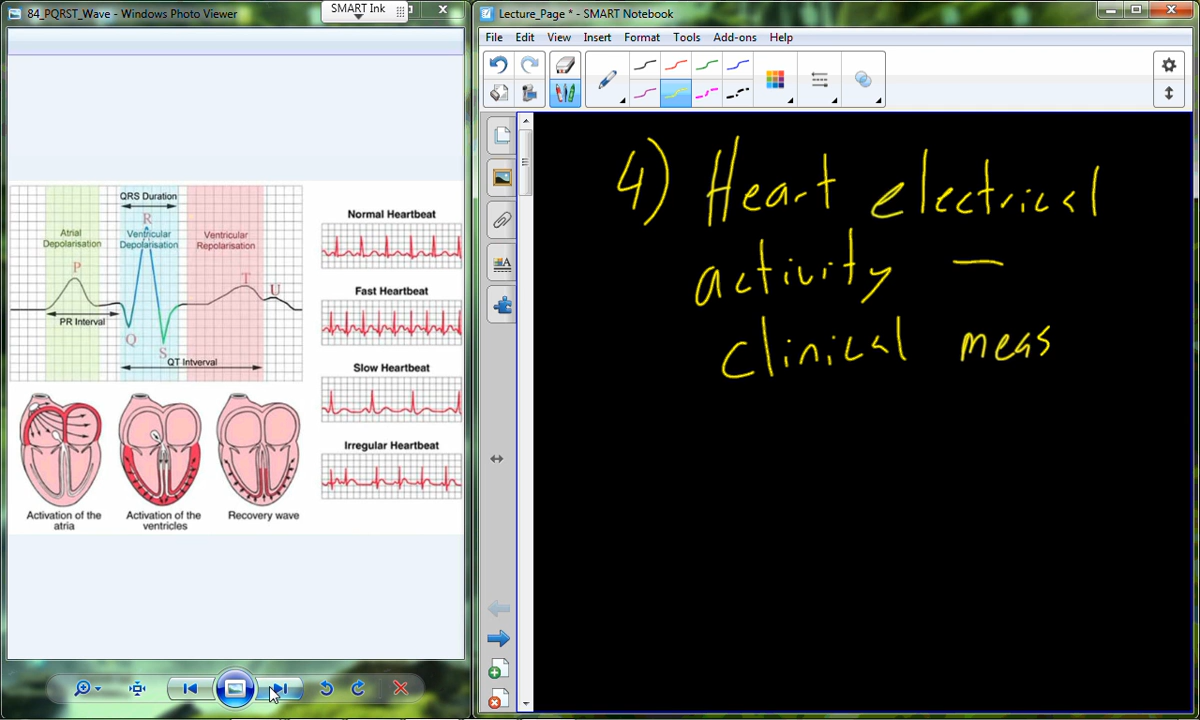 84_PQRST_Wave - Windows Photo Viewer
SMART Ink
QRS Duration
R
Atrial
Depolarisation
Ventricular
Depolarisation
Ventricular
Repolarisation
P
T
U
PR Interval
Q
S
QT Intverval
Activation of the
atria
Activation of the
ventricles
Recovery wave
Normal Heartbeat
Fast Heartbeat
Slow Heartbeat
Irregular Heartbeat
Lecture_Page * - SMART Notebook
File Edit View Insert Format Tools Add-ons Help
4) Heart electrical
activity —
clinical meas